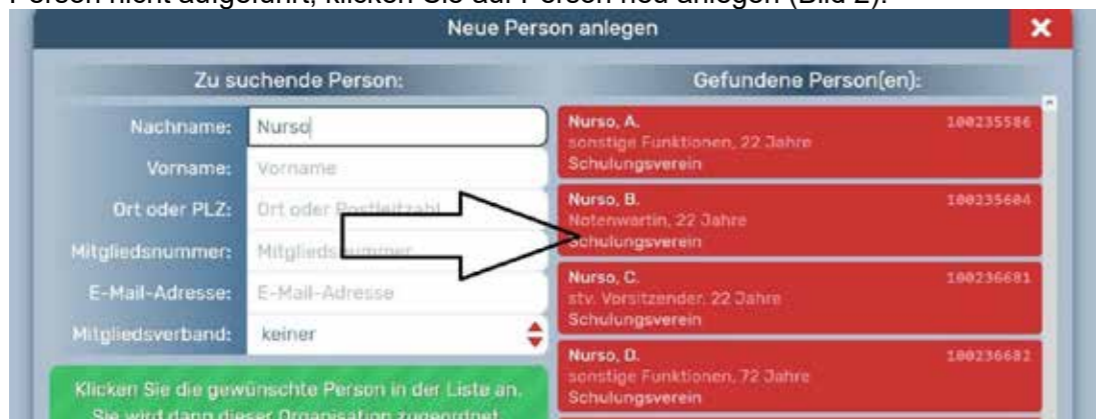 Person nicht aufgeführt, klicken Sie auf Person neu anlegen (Bild 2).
Neue Person anlegen
Zu suchende Person:
Nachname: Nurso
Vorname: Vorname
Ort oder PLZ: Ort oder Postleitzahl
Mitgliedsnummer: Mitgliedsnummer
E-Mail-Adresse: E-Mail-Adresse
Mitgliedsverband: keiner
Klicken Sie die gewünschte Person in der Liste an.
Sie wird dann dieser Organisation zugeordnet
Gefundene Person(en):
Nurso, A. 100235586
sonstige Funktionen, 22 Jahre
Schulungsverein
Nurso, B. 100235604
Notenwartin, 22 Jahre
Schulungsverein
Nurso, C. 100236681
stv. Vorsitzender, 22 Jahre
Schulungsverein
Nurso, D. 100236682
sonstige Funktionen, 72 Jahre
Schulungsverein